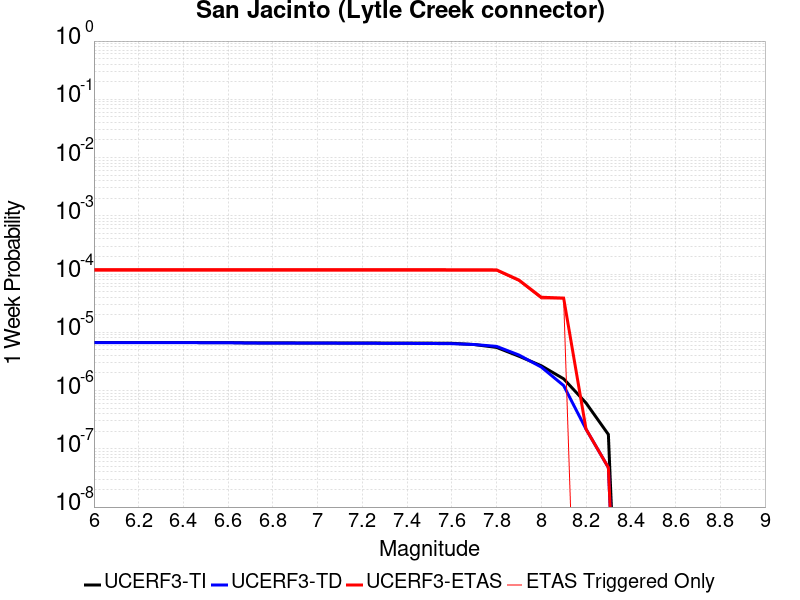 San Jacinto (Lytle Creek connector)
10^0
10^-1
10^-2
10^-3
10^-4
10^-5
10^-6
10^-7
10^-8
1 Week Probability
6 6.2 6.4 6.6 6.8 7 7.2 7.4 7.6 7.8 8 8.2 8.4 8.6 8.8 9
Magnitude
UCERF3-TI UCERF3-TD UCERF3-ETAS ETAS Triggered Only